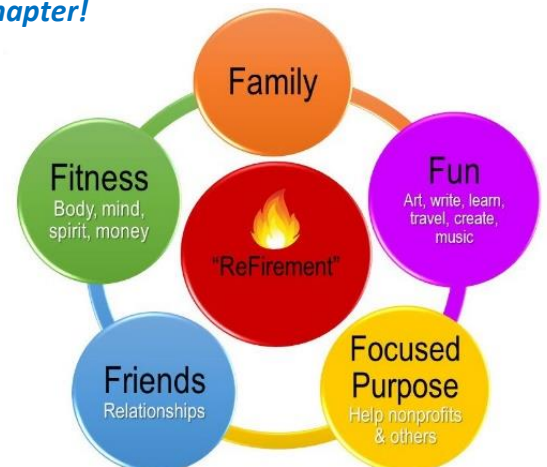 hapter!
Family
Fun
Art, write, learn,
travel, create,
music
Fitness
Body, mind,
spirit, money
"ReFirement"
Focused
Purpose
Help nonprofits
& others
Friends
Relationships